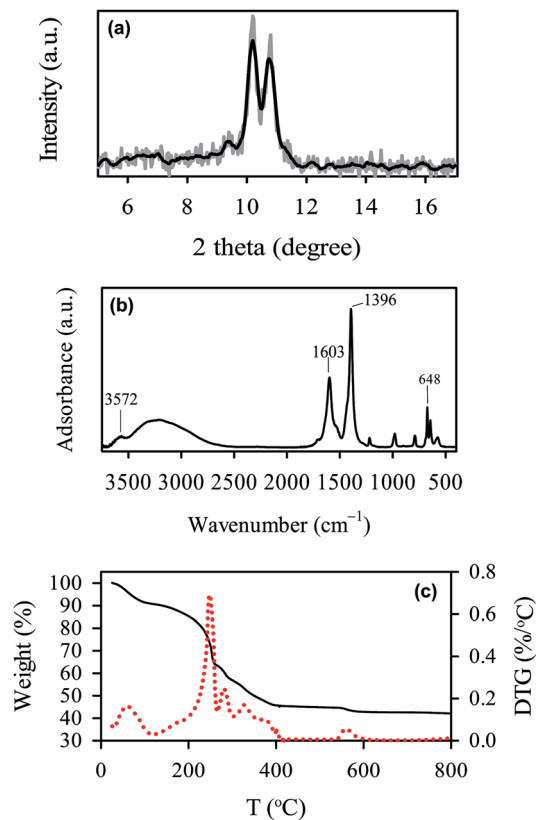 (a)
Intensity (a.u.)
6 8 10 12 14 16
2 theta (degree)
(b)
Adsorbance (a.u.)
3572
1603
1396
648
3500 3000 2500 2000 1500 1000 500
Wavenumber (cm⁻¹)
(c)
Weight (%)
100
90
80
70
60
50
40
30
DTG (%/ºC)
0.8
0.6
0.4
0.2
0.0
0 200 400 600 800
T (ºC)